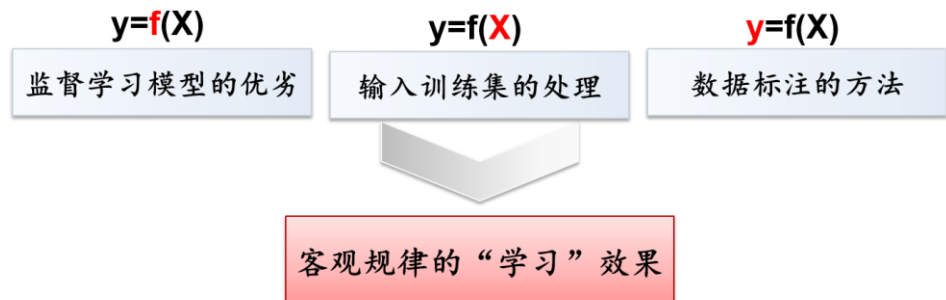 y=f(X)
y=f(X)
y=f(X)
监督学习模型的优劣
输入训练集的处理
数据标注的方法
客观规律的“学习”效果